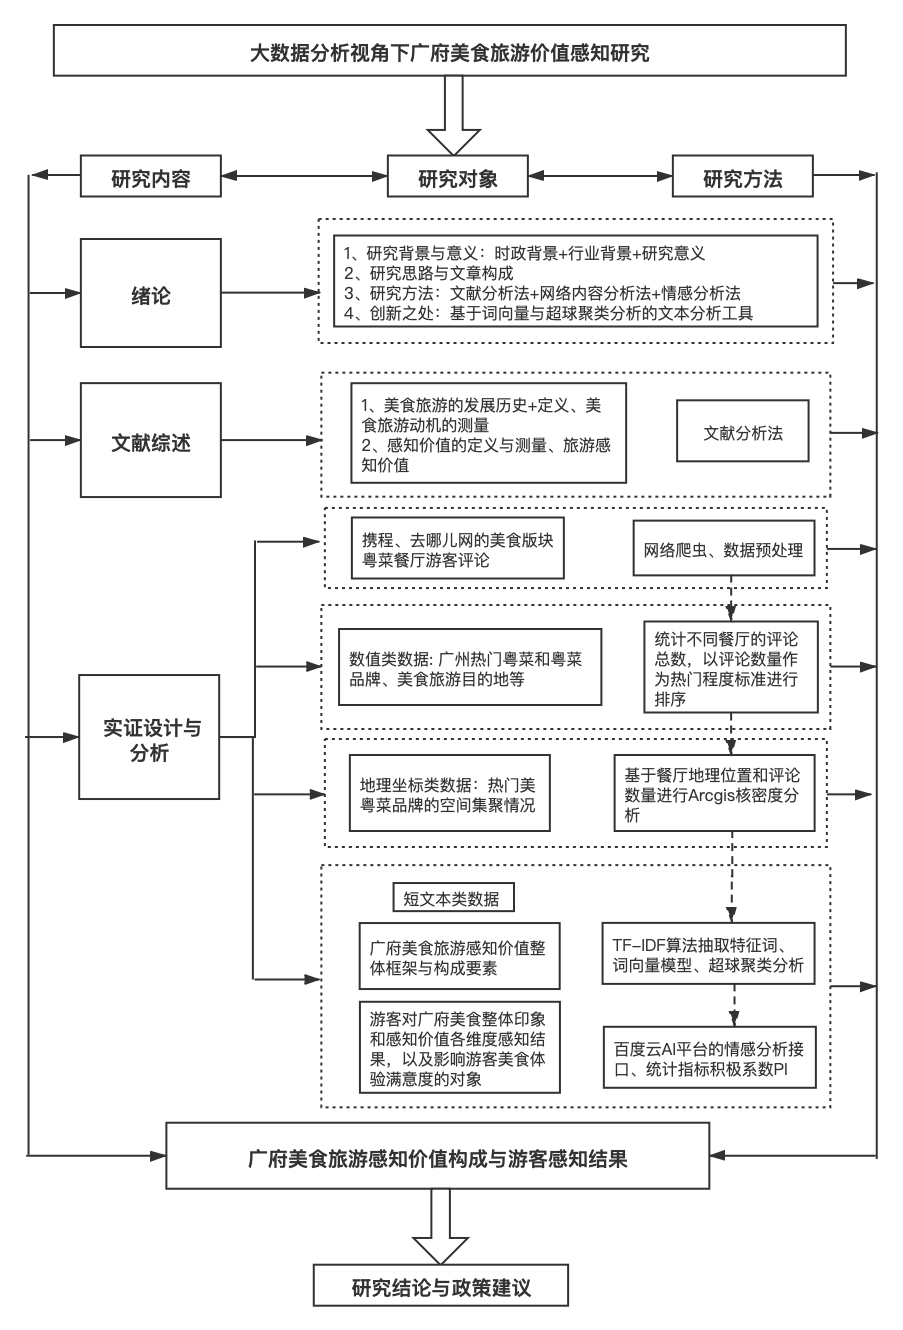 大数据分析视角下广府美食旅游价值感知研究
研究内容
研究对象
研究方法
绪论
1、研究背景与意义：时政背景+行业背景+研究意义
2、研究思路与文章构成
3、研究方法：文献分析法+网络内容分析法+情感分析法
4、创新之处：基于词向量与超球聚类分析的文本分析工具
文献综述
1、美食旅游的发展历史+定义、美
食旅游动机的测量
2、感知价值的定义与测量、旅游感
知价值
文献分析法
携程、去哪儿网的美食版块
粤菜餐厅游客评论
网络爬虫、数据预处理
实证设计与
分析
数值类数据: 广州热门粤菜和粤菜
品牌、美食旅游目的地等
统计不同餐厅的评论
总数，以评论数量作
为热门程度标准进行
排序
地理坐标类数据：热门美
粤菜品牌的空间集聚情况
基于餐厅地理位置和评论
数量进行Arcgis核密度分
析
短文本类数据
广府美食旅游感知价值整
体框架与构成要素
TF-IDF算法抽取特征词、
词向量模型、超球聚类分析
游客对广府美食整体印象
和感知价值各维度感知结
果，以及影响游客美食体
验满意度的对象
百度云AI平台的情感分析接
口、统计指标积极系数PI
广府美食旅游感知价值构成与游客感知结果
研究结论与政策建议